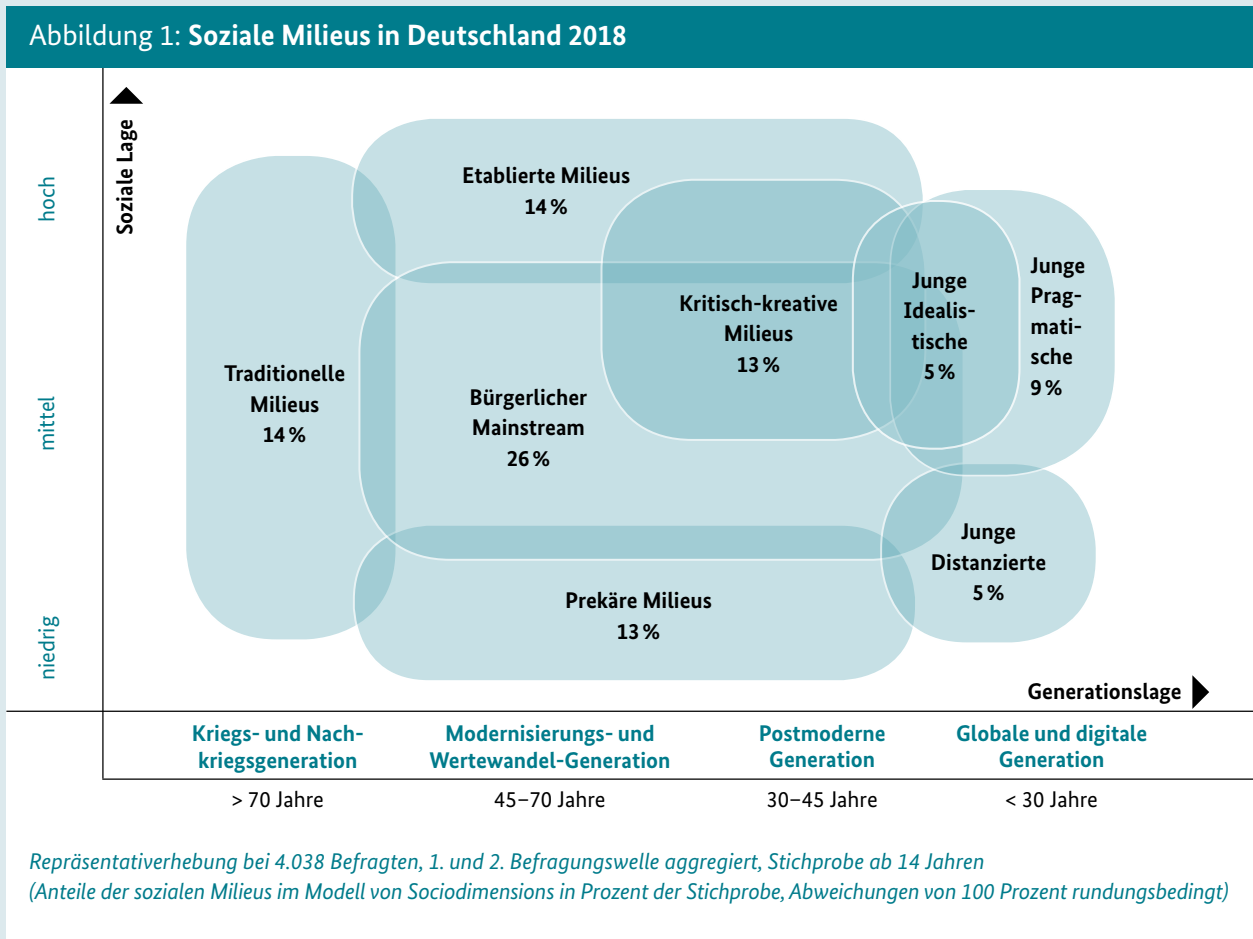 Abbildung 1: Soziale Milieus in Deutschland 2018
Soziale Lage
hoch
mittel
niedrig
Etablierte Milieus
14 %
Kritisch-kreative
Milieus
13 %
Junge
Idealis-
tische
5 %
Junge
Prag-
mati-
sche
9 %
Traditionelle
Milieus
14 %
Bürgerlicher
Mainstream
26 %
Junge
Distanzierte
5 %
Prekäre Milieus
13 %
Generationslage
Kriegs- und Nach-
kriegsgeneration
Modernisierungs- und
Wertewandel-Generation
Postmoderne
Generation
Globale und digitale
Generation
> 70 Jahre
45–70 Jahre
30–45 Jahre
< 30 Jahre
Repräsentativerhebung bei 4.038 Befragten, 1. und 2. Befragungswelle aggregiert, Stichprobe ab 14 Jahren
(Anteile der sozialen Milieus im Modell von Sociodimensions in Prozent der Stichprobe, Abweichungen von 100 Prozent rundungsbedingt)